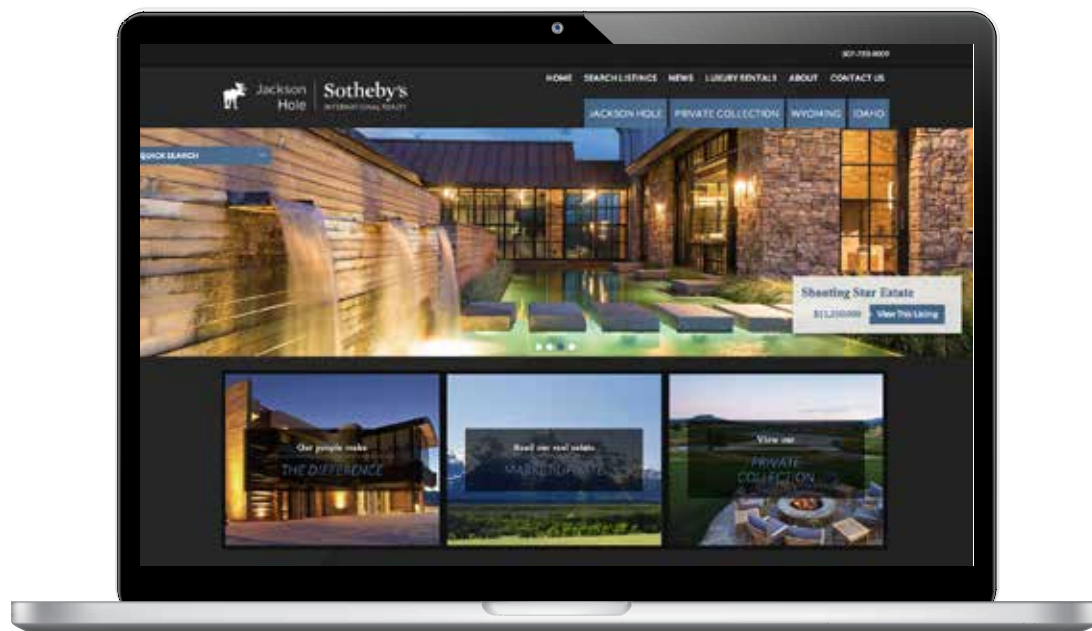 HOME SEARCH LISTINGS NEWS LUXURY RENTALS ABOUT CONTACT US
Jackson Hole
Sotheby's
INTERNATIONAL REALTY
JACKSON HOLE PRIVATE COLLECTION WYOMING IDAHO
QUICK SEARCH
Shooting Star Estate
View This Listing
Our people make
THE DIFFERENCE
Read our real estate
MARKET UPDATE
View our
PRIVATE
COLLECTION